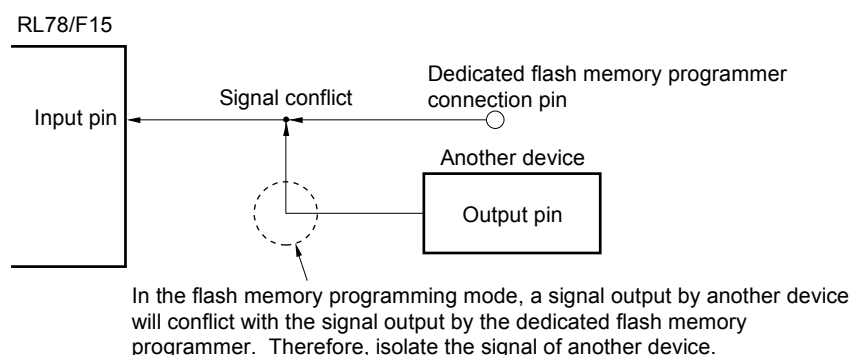 RL78/F15
Input pin
Signal conflict
Dedicated flash memory programmer
connection pin
Another device
Output pin
In the flash memory programming mode, a signal output by another device
will conflict with the signal output by the dedicated flash memory
programmer.  Therefore, isolate the signal of another device.